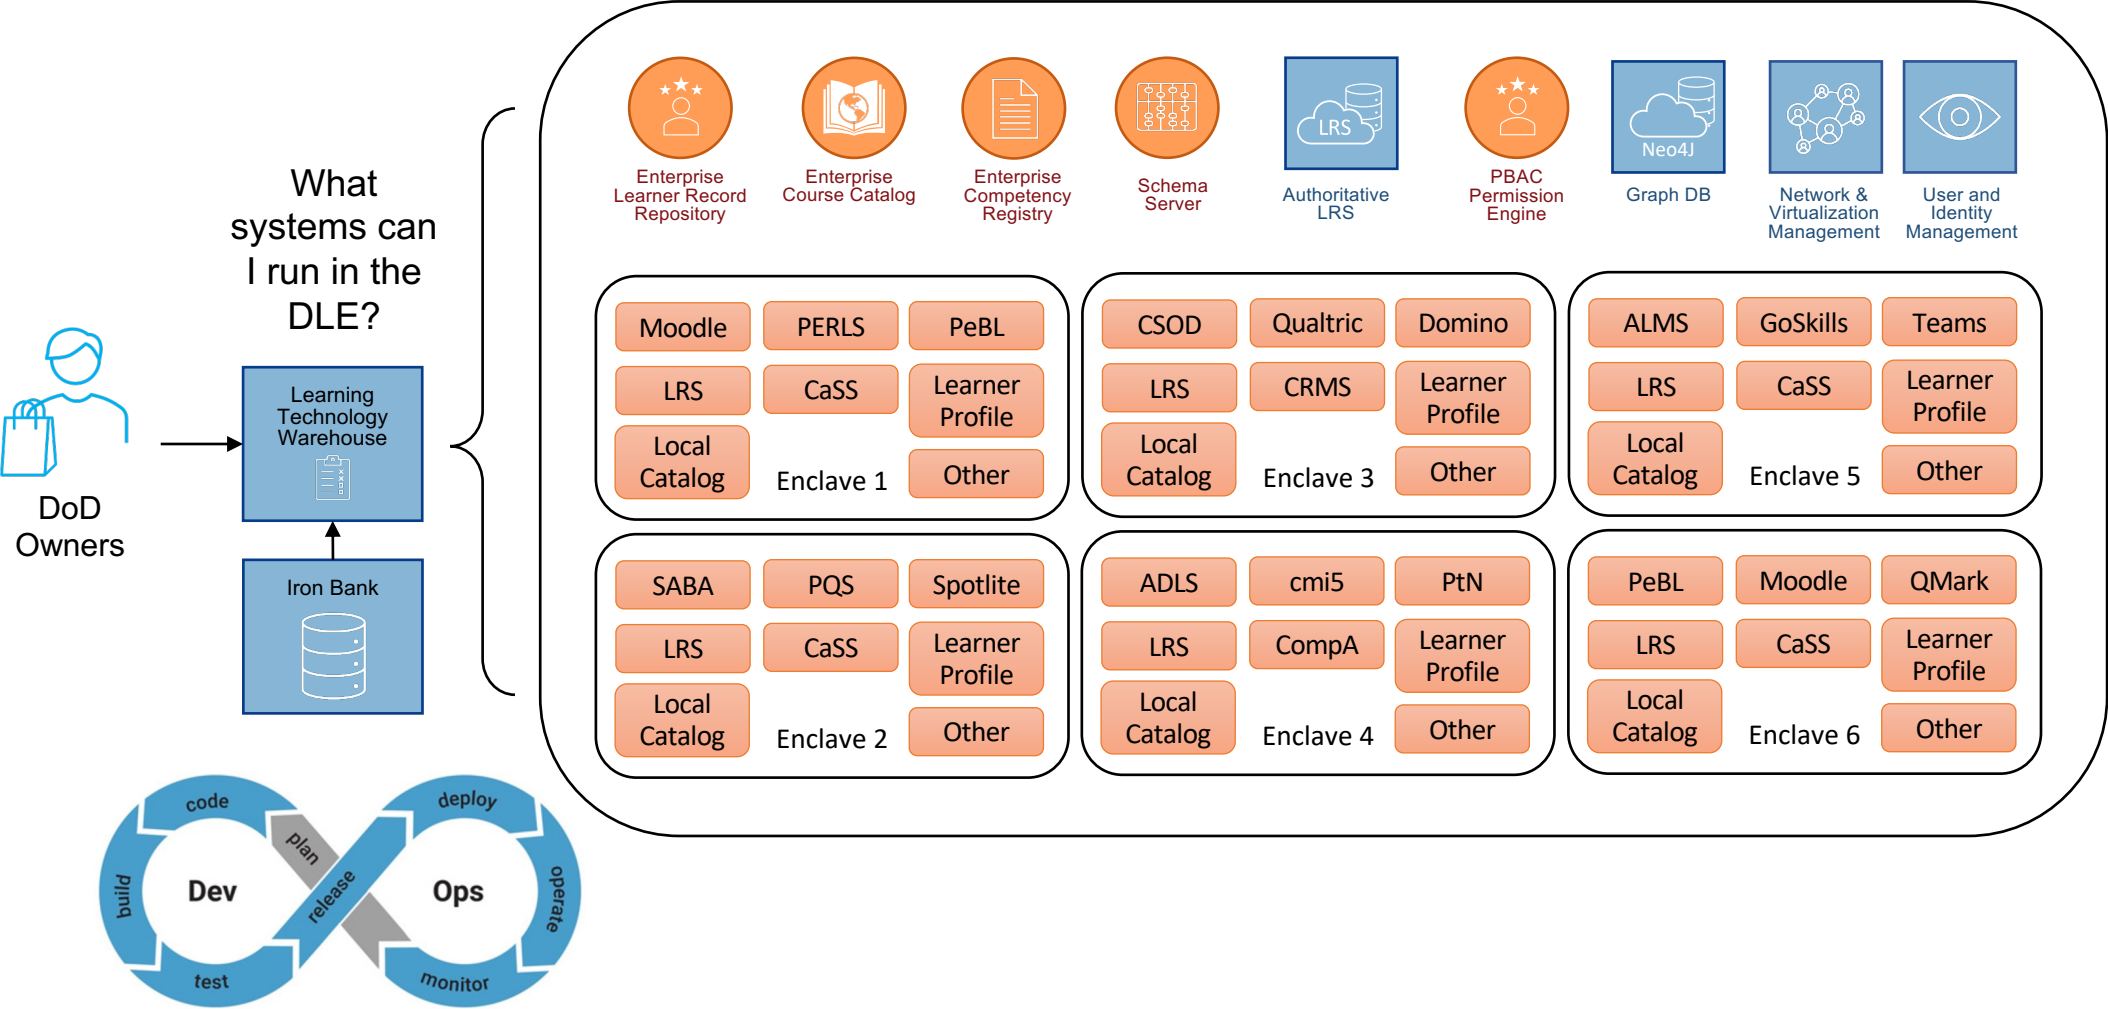 What
systems can
I run in the
DLE?
DoD
Owners
Learning
Technology
Warehouse
Iron Bank
Enterprise
Learner Record
Repository
Enterprise
Course Catalog
Enterprise
Competency
Registry
Schema
Server
LRS
Authoritative
LRS
PBAC
Permission
Engine
Neo4J
Graph DB
Network &
Virtualization
Management
User and
Identity
Management
Moodle
PERLS
PeBL
LRS
CaSS
Learner
Profile
Local
Catalog
Enclave 1
Other
CSOD
Qualtric
Domino
LRS
CRMS
Learner
Profile
Local
Catalog
Enclave 3
Other
ALMS
GoSkills
Teams
LRS
CaSS
Learner
Profile
Local
Catalog
Enclave 5
Other
SABA
PQS
Spotlite
LRS
CaSS
Learner
Profile
Local
Catalog
Enclave 2
Other
ADLS
cmi5
PtN
LRS
CompA
Learner
Profile
Local
Catalog
Enclave 4
Other
PeBL
Moodle
QMark
LRS
CaSS
Learner
Profile
Local
Catalog
Enclave 6
Other
code
plan
build
Dev
test
release
deploy
Ops
operate
monitor